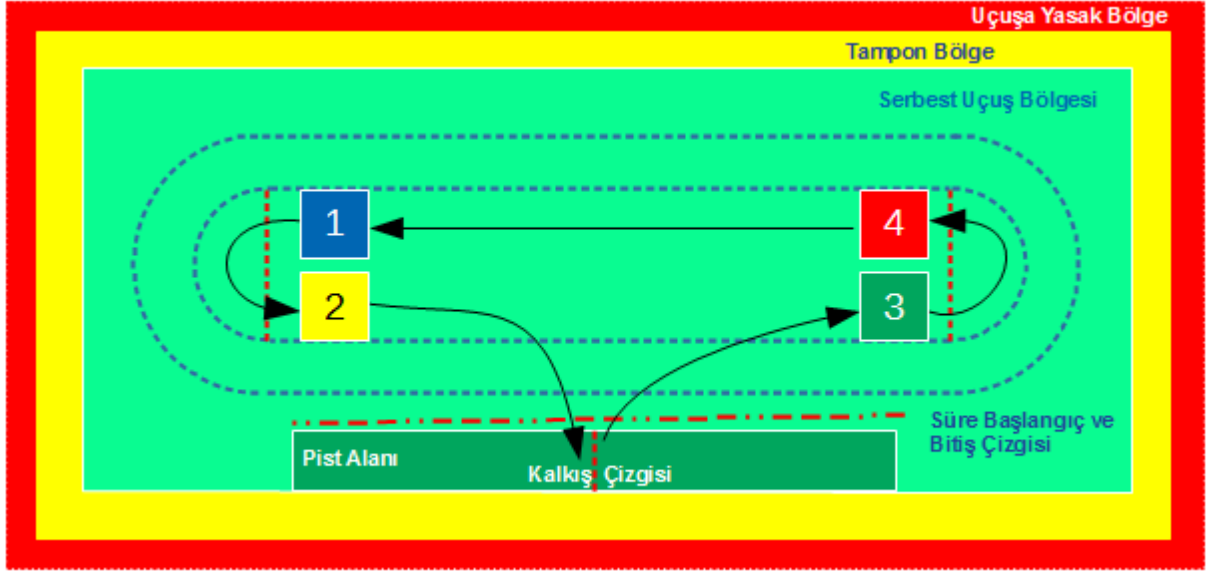 Uçuşa Yasak Bölge
Tampon Bölge
Serbest Uçuş Bölgesi
1
4
2
3
Süre Başlangıç ve
Bitiş Çizgisi
Pist Alanı
Kalkış Çizgisi